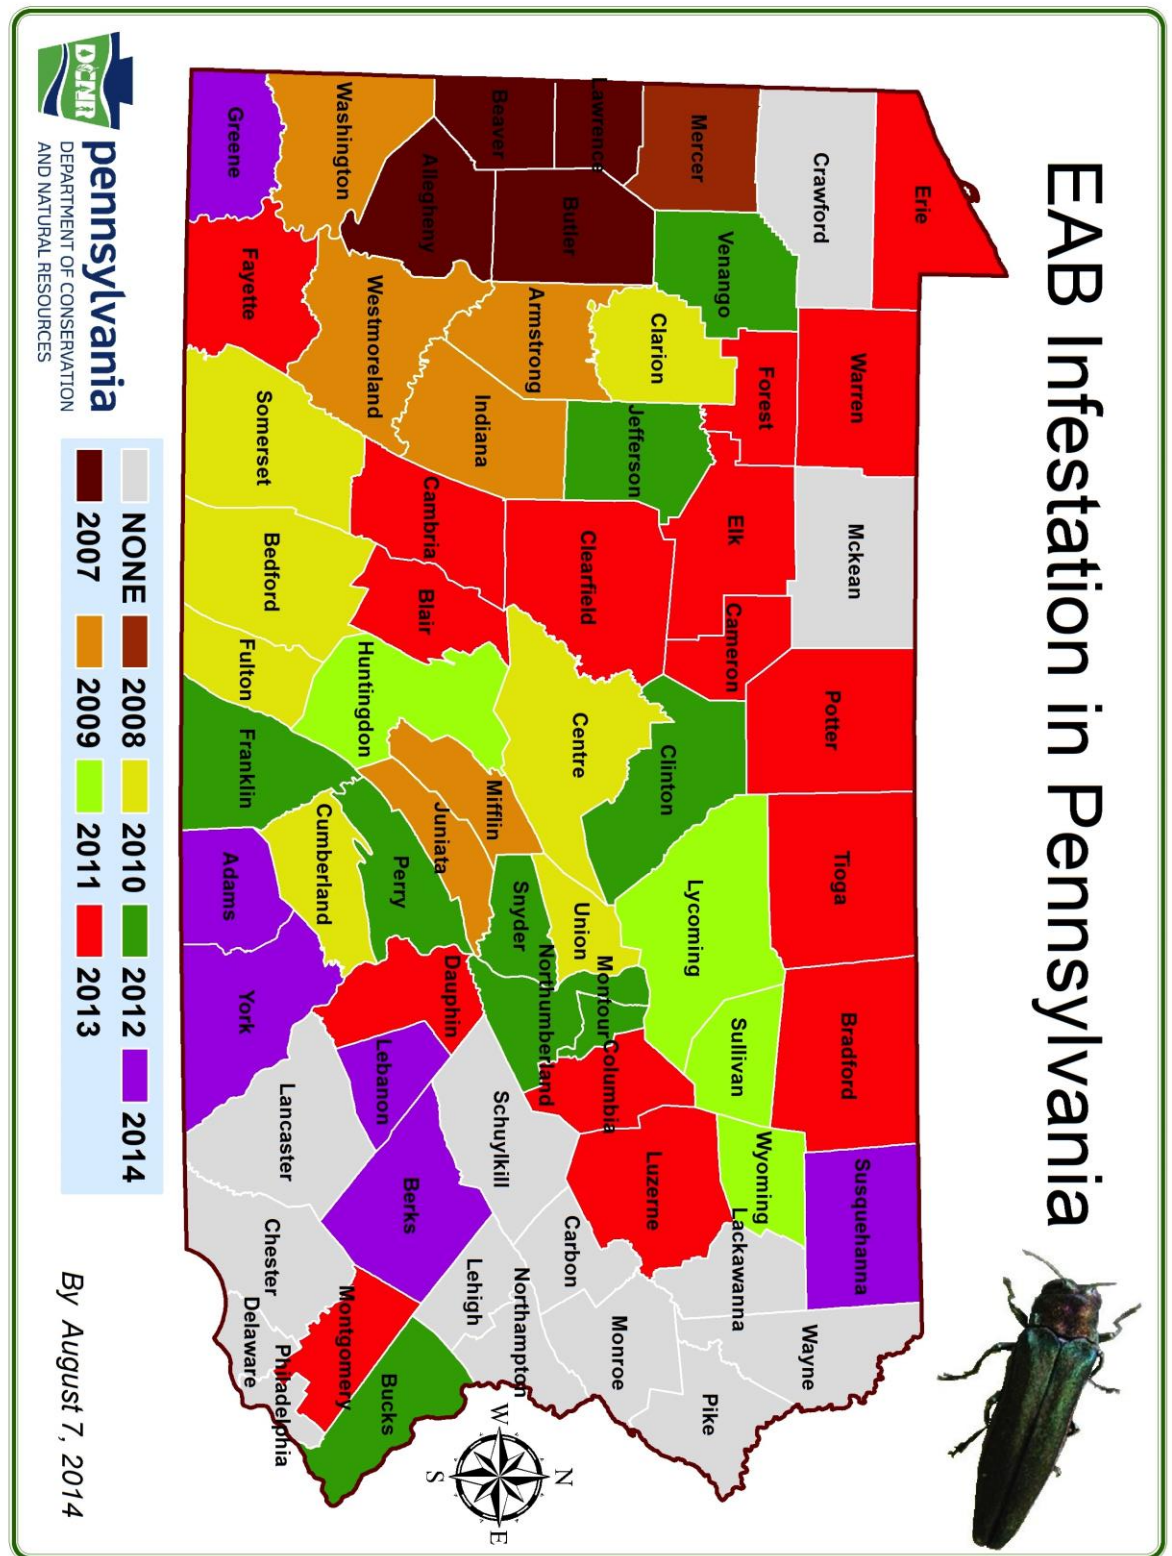 EAB Infestation in Pennsylvania
Erie
Crawford
Mercer
Lawrence
Beaver
Washington
Greene
Warren
Mckean
Potter
Tioga
Bradford
Susquehanna
Wayne
Venango
Forest
Elk
Cameron
Clarion
Jefferson
Clearfield
Clinton
Lycoming
Sullivan
Wyoming
Lackawanna
Pike
Butler
Armstrong
Indiana
Centre
Union
Montour
Columbia
Luzerne
Monroe
Allegheny
Westmoreland
Cambria
Blair
Huntingdon
Mifflin
Juniata
Snyder
Northumberland
Schuylkill
Carbon
Northampton
Lehigh
Fayette
Somerset
Bedford
Fulton
Franklin
Cumberland
Perry
Dauphin
Lebanon
Berks
Montgomery
Bucks
Adams
York
Lancaster
Chester
Delaware
Philadelphia
N
W
E
S
DCNR
pennsylvania
DEPARTMENT OF CONSERVATION
AND NATURAL RESOURCES
NONE 2008 2010 2012 2014
2007 2009 2011 2013
By August 7, 2014